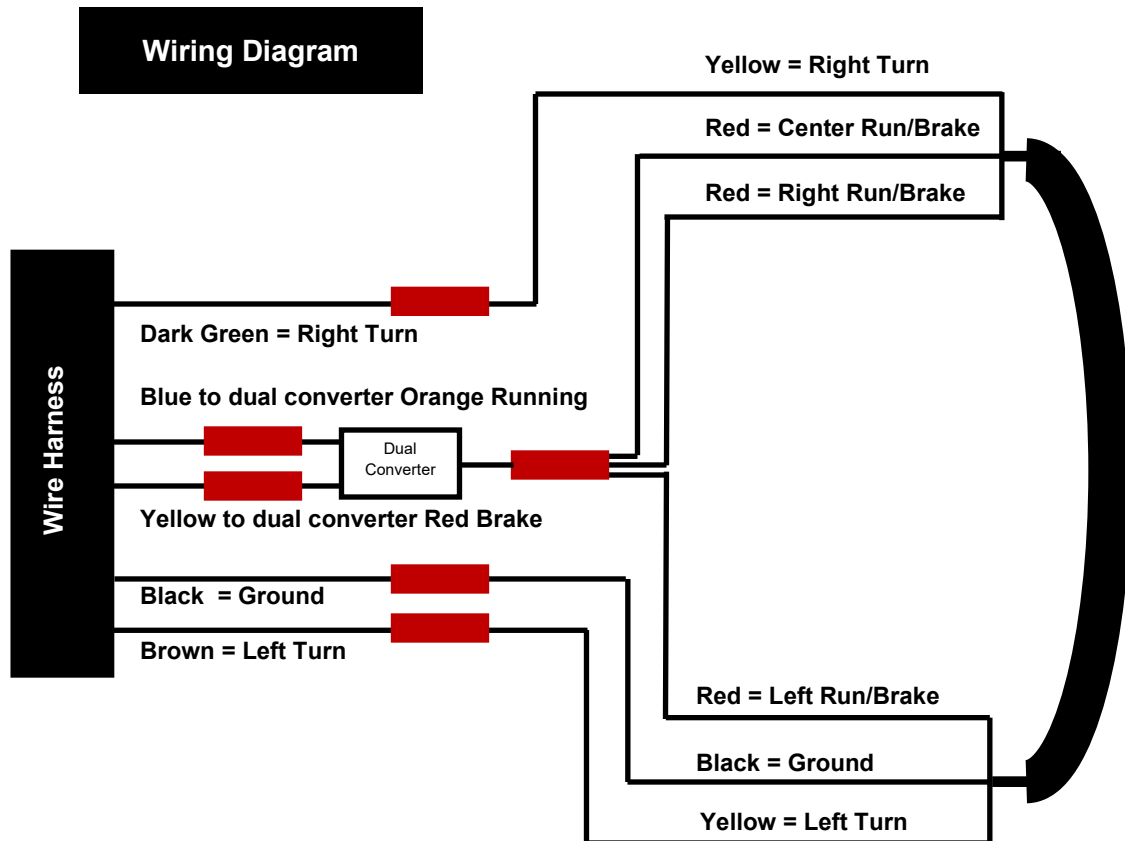 Wiring Diagram
Yellow = Right Turn
Red = Center Run/Brake
Red = Right Run/Brake
Wire Harness
Dark Green = Right Turn
Blue to dual converter Orange Running
Dual
Converter
Yellow to dual converter Red Brake
Black  = Ground
Brown = Left Turn
Red = Left Run/Brake
Black = Ground
Yellow = Left Turn